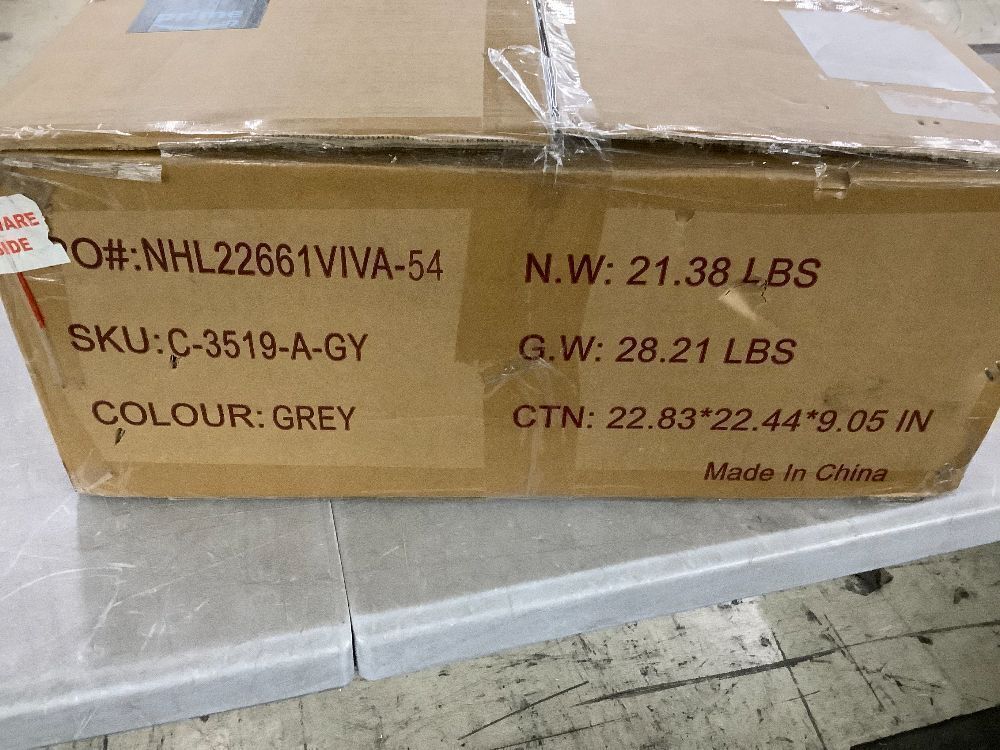 PO#:NHL22661VIVA-54
SKU:C-3519-A-GY
COLOUR: GREY
N.W: 21.38 LBS
G.W: 28.21 LBS
CTN: 22.83*22.44*9.05 IN
Made In China